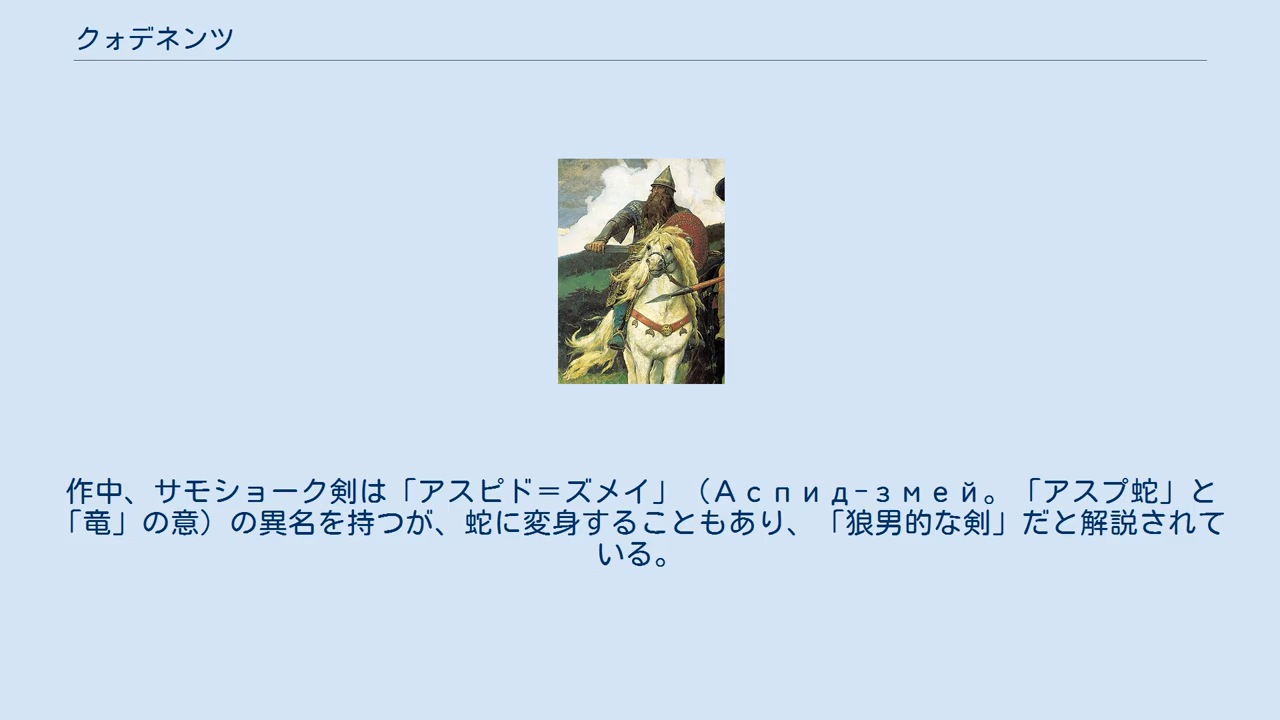 クォデネンツ
作中、サモショーク剣は「アスピド＝ズメイ」（Ａｓпид−змей。「アスプ蛇」と
「竜」の意）の異名を持つが、蛇に変身することもあり、「狼男的な剣」だと解説されて
いる。